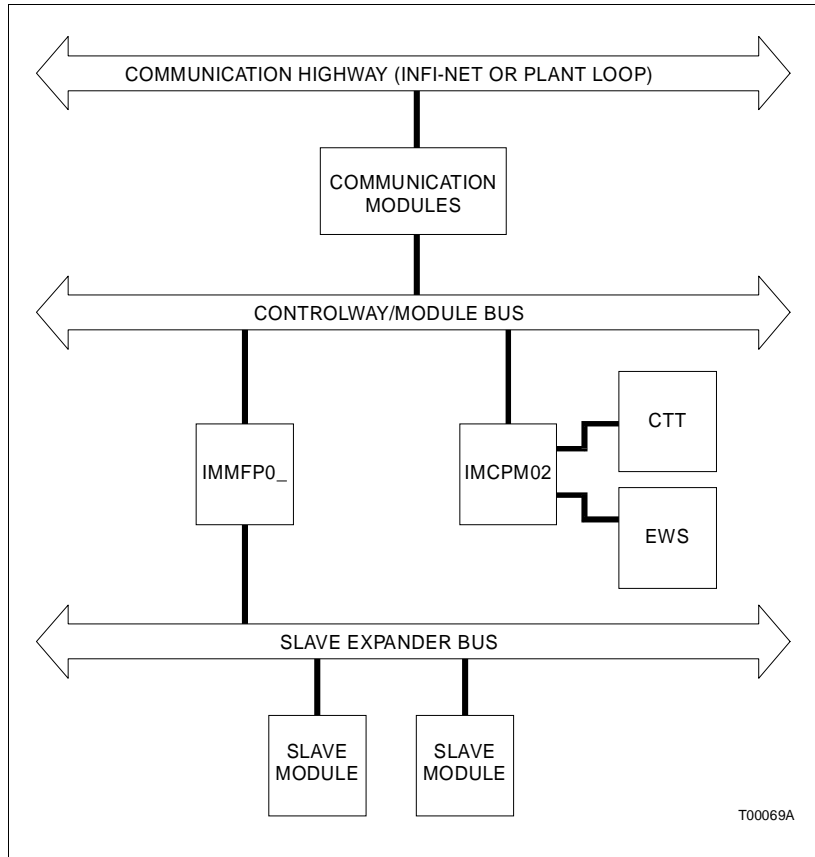 COMMUNICATION HIGHWAY (INFI-NET OR PLANT LOOP)
COMMUNICATION
MODULES
CONTROLWAY/MODULE BUS
CTT
IMMFP0_
IMCPM02
EWS
SLAVE EXPANDER BUS
SLAVE
MODULE
SLAVE
MODULE
T00069A